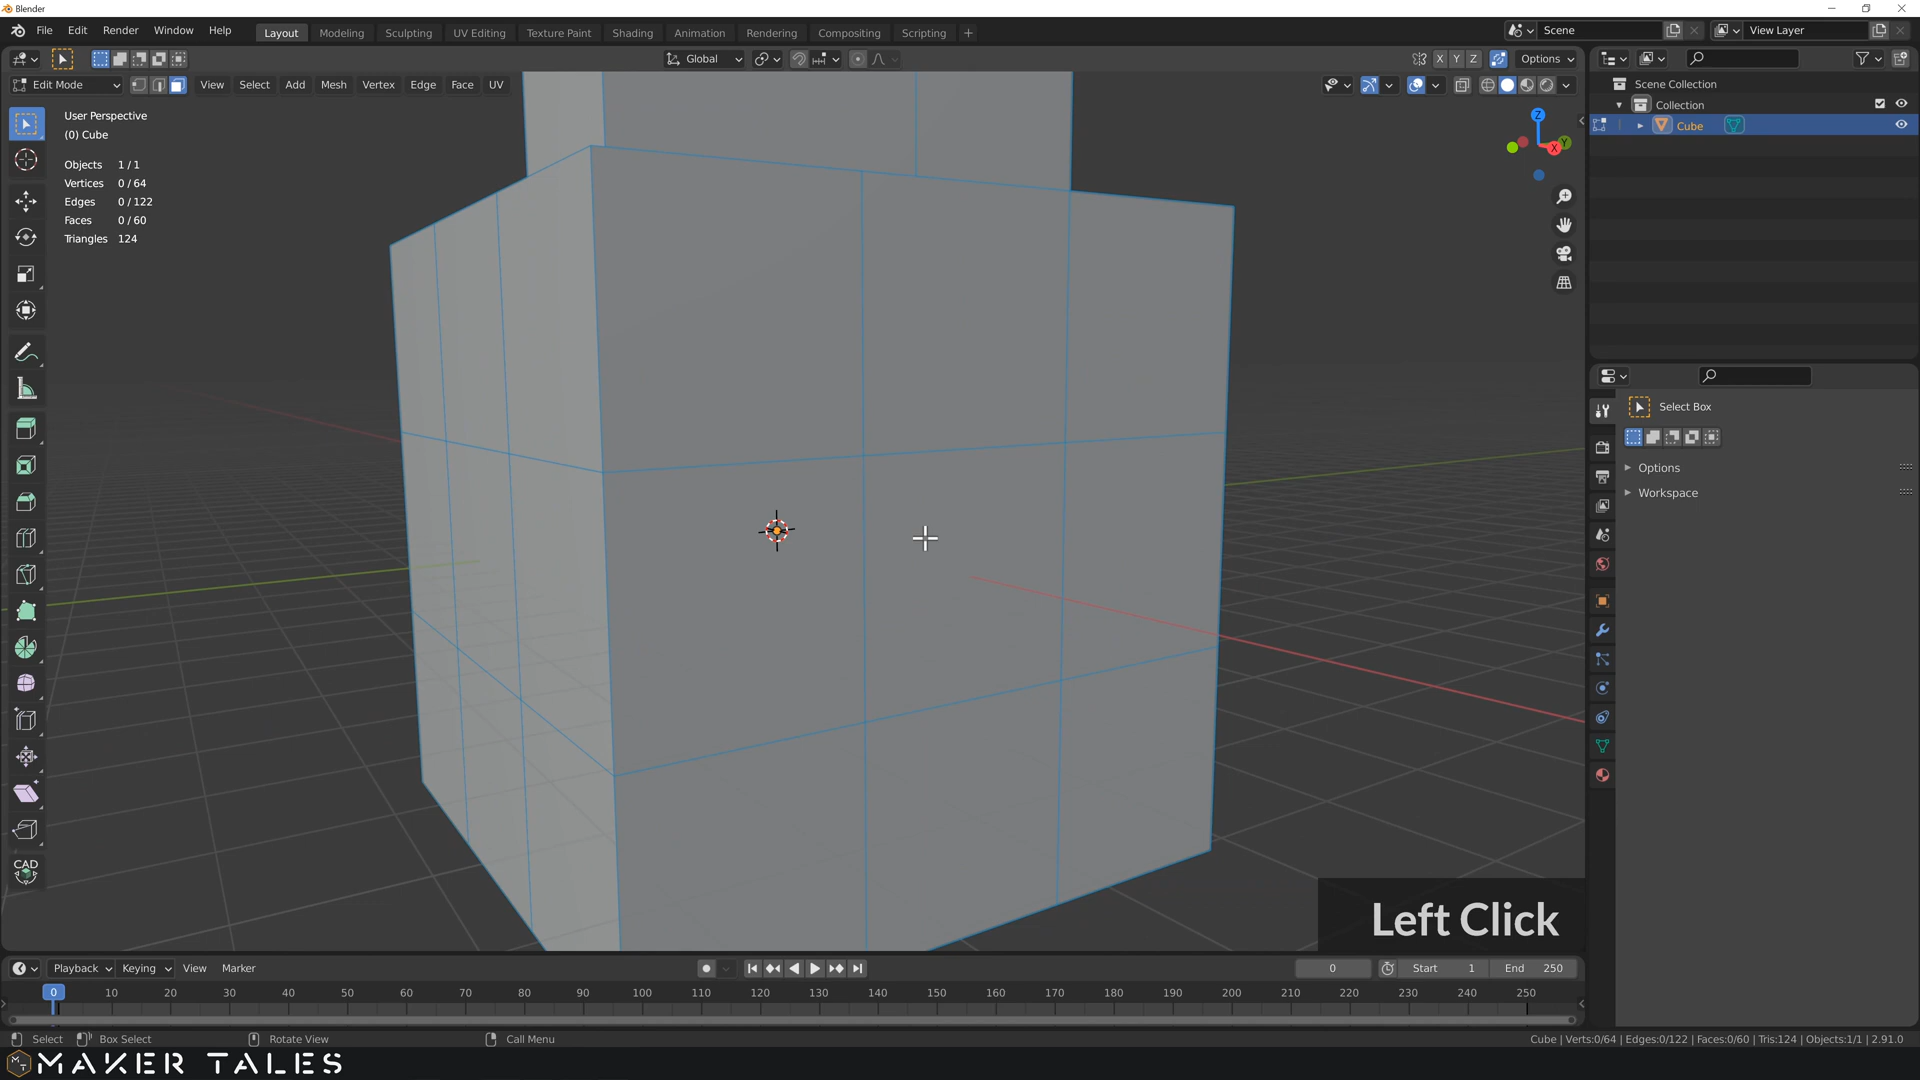 Blender
File Edit Render Window Help Layout Modeling Sculpting UV Editing Texture Paint Shading Animation Rendering Compositing Scripting + Scene View Layer
Global X Y Z Options
Edit Mode View Select Add Mesh Vertex Edge Face UV
User Perspective
(0) Cube
Objects 1 / 1
Vertices 0 / 64
Edges 0 / 122
Faces 0 / 60
Triangles 124
Z
Y
X
Scene Collection
Collection
Cube
Select Box
Options
Workspace
CAD
Left Click
Playback Keying View Marker 0 Start 1 End 250
0 10 20 30 40 50 60 70 80 90 100 110 120 130 140 150 160 170 180 190 200 210 220 230 240 250
Select Box Select Rotate View Call Menu Cube | Verts:0/64 | Edges:0/122 | Faces:0/60 | Tris:124 | Objects:1/1 | 2.91.0
MAKER TALES